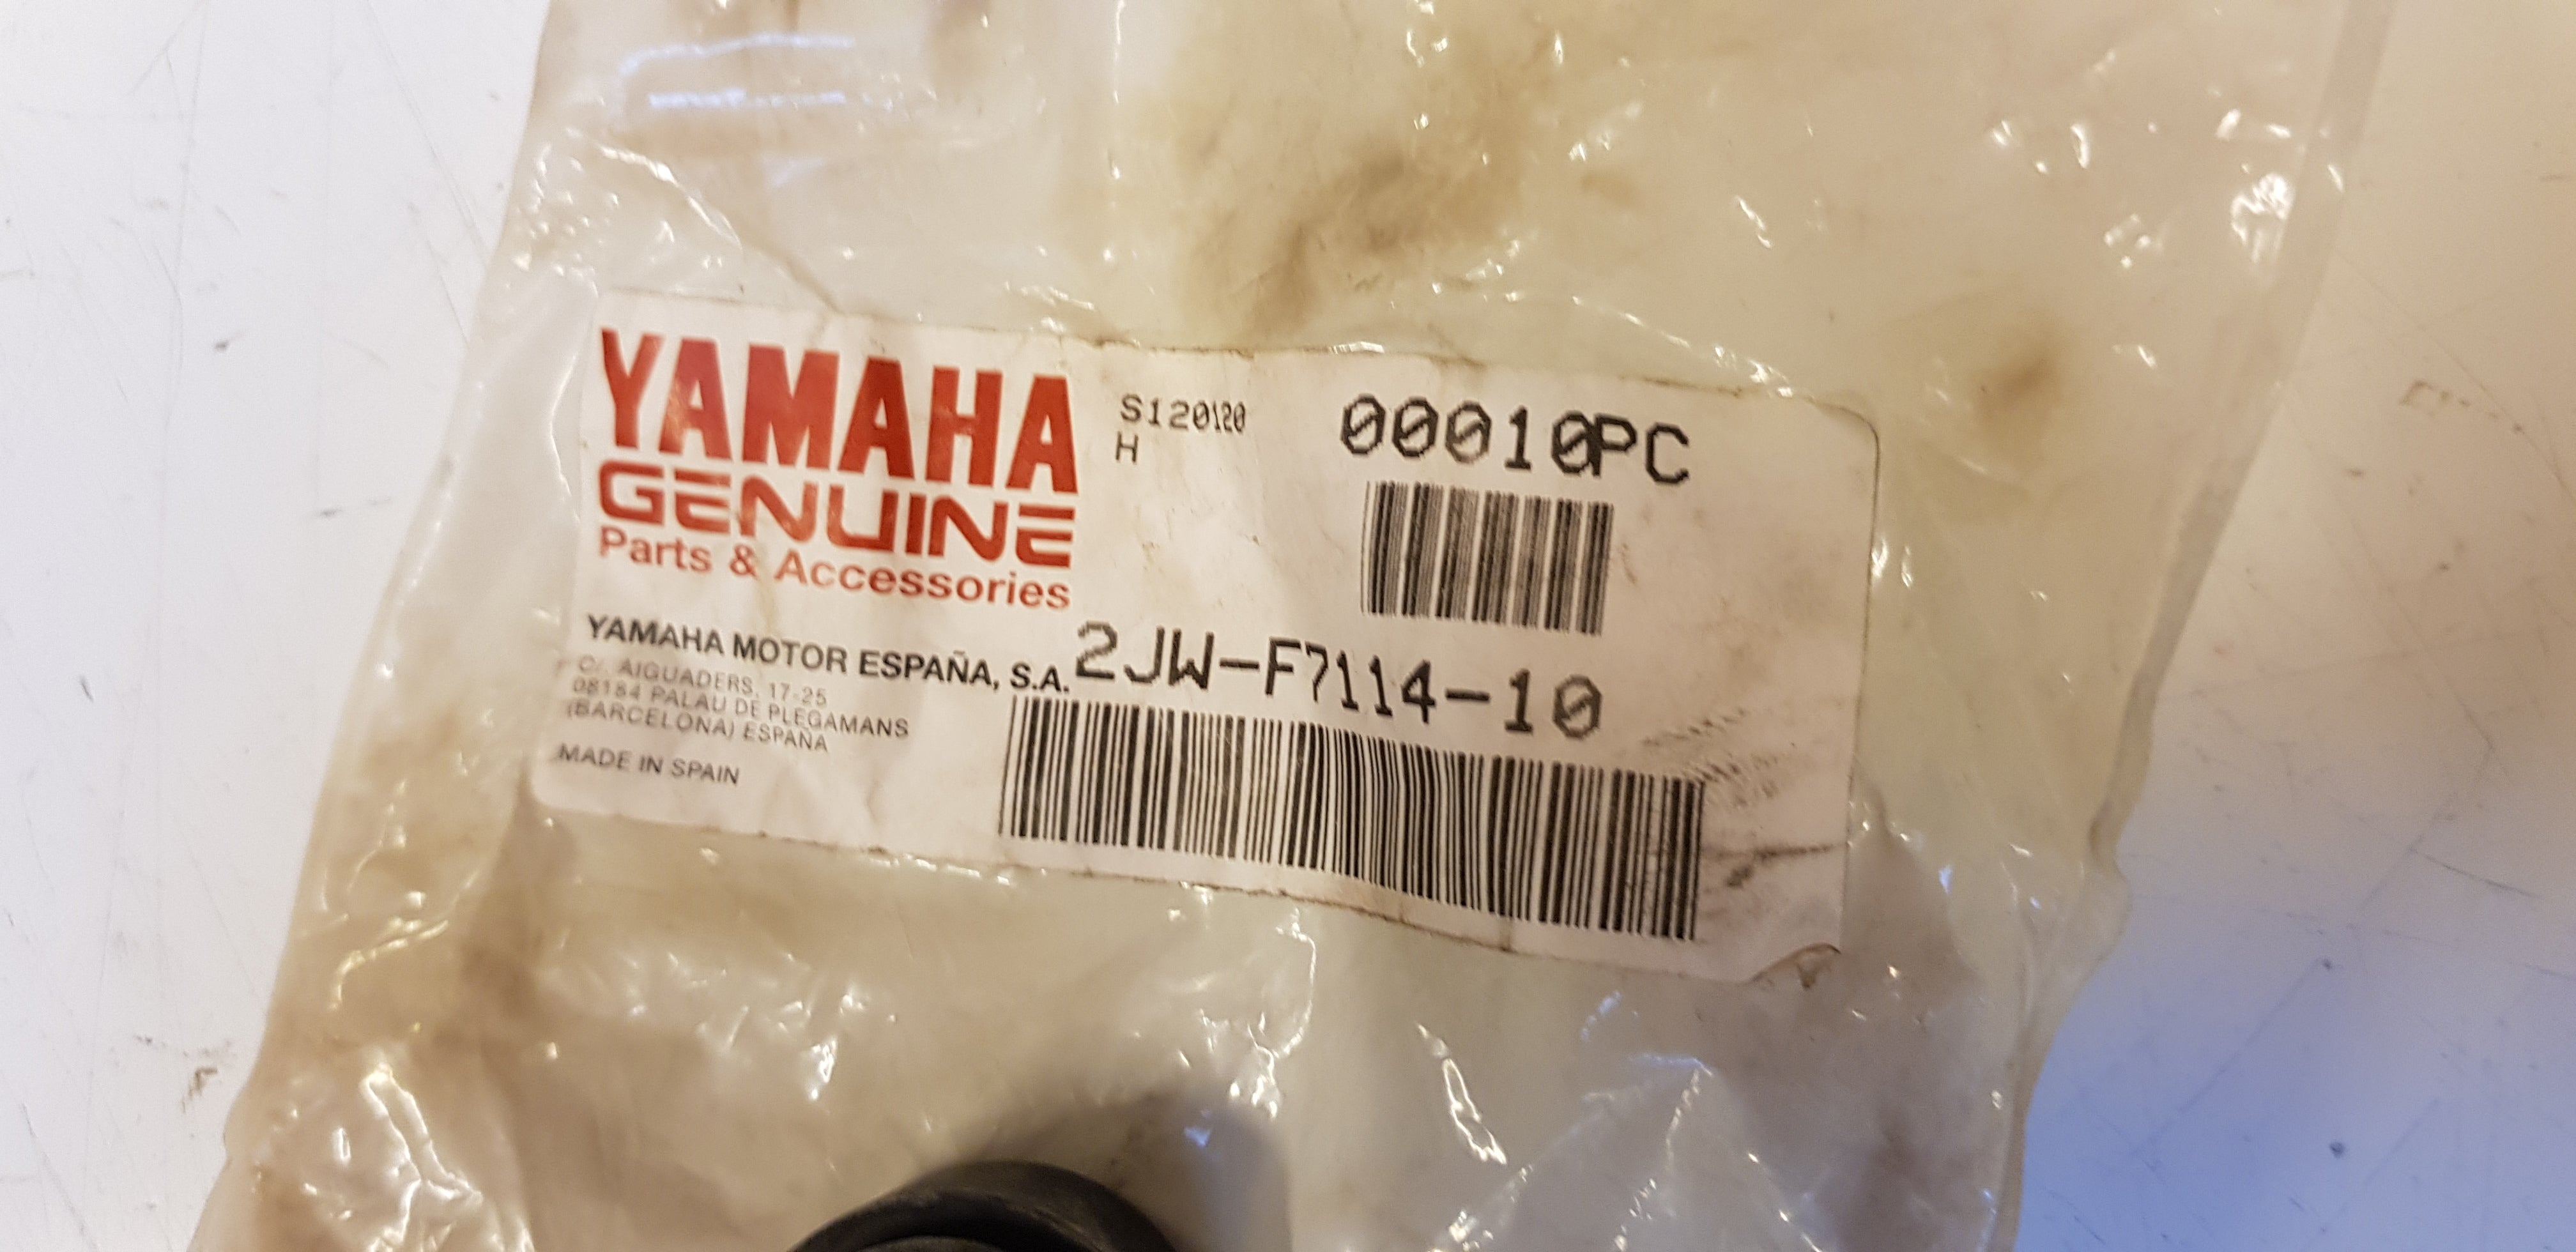 YAMAHA
GENUINE
Parts & Accessories
S120120
H
00010PC
YAMAHA MOTOR ESPAÑA, S.A.
2JW-F7114-10
C/. AIGUADERS, 17-25
08184 PALAU DE PLEGAMANS
(BARCELONA) ESPAÑA
MADE IN SPAIN